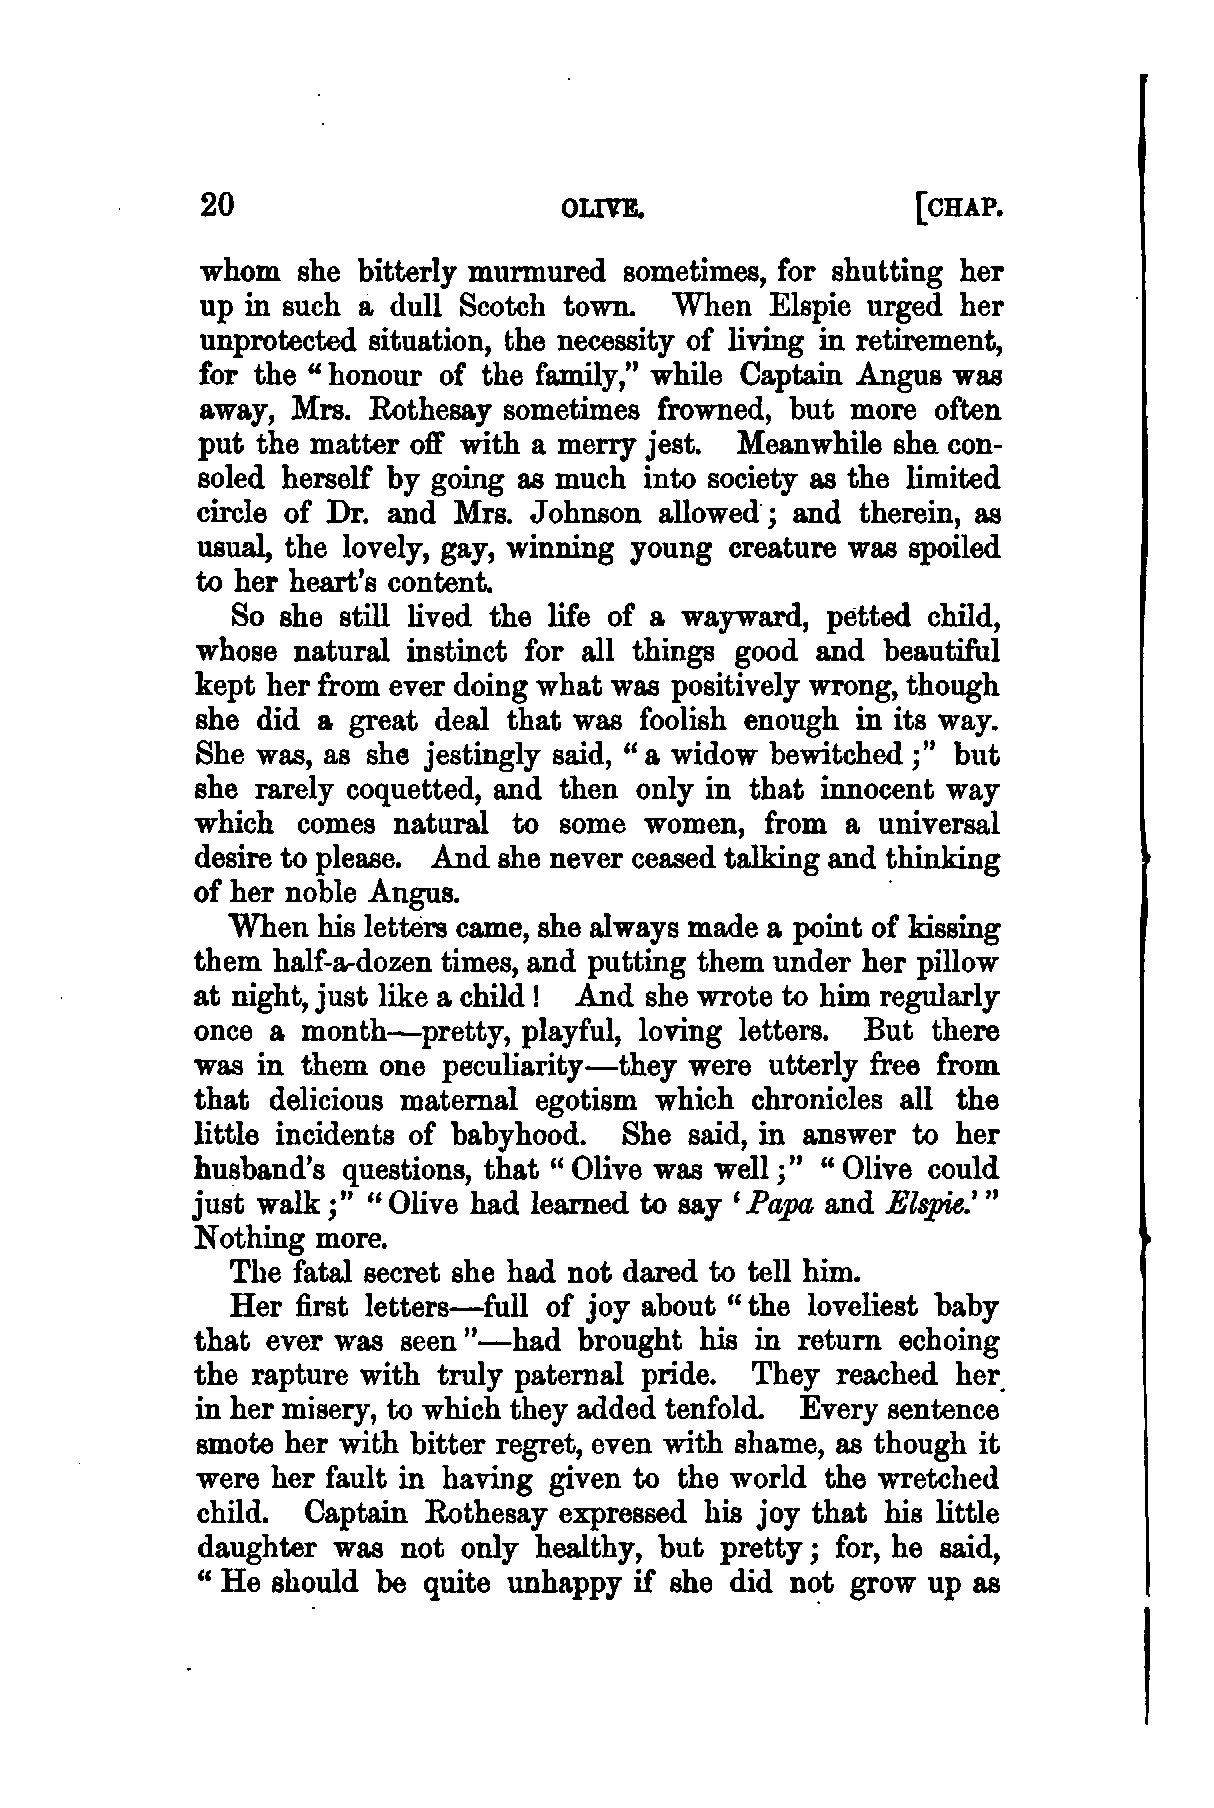 20 OLIVE. [CHAP.
whom she bitterly murmured sometimes, for shutting her
up in such a dull Scotch town. When Elspie urged her
unprotected situation, the necessity of living in retirement,
for the "honour of the family," while Captain Angus was
away, Mrs. Rothesay sometimes frowned, but more often
put the matter off with a merry jest. Meanwhile she con-
soled herself by going as much into society as the limited
circle of Dr. and Mrs. Johnson allowed; and therein, as
usual, the lovely, gay, winning young creature was spoiled
to her heart's content.
So she still lived the life of a wayward, petted child,
whose natural instinct for all things good and beautiful
kept her from ever doing what was positively wrong, though
she did a great deal that was foolish enough in its way.
She was, as she jestingly said, "a widow bewitched;" but
she rarely coquetted, and then only in that innocent way
which comes natural to some women, from a universal
desire to please. And she never ceased talking and thinking
of her noble Angus.
When his letters came, she always made a point of kissing
them half-a-dozen times, and putting them under her pillow
at night, just like a child! And she wrote to him regularly
once a month—pretty, playful, loving letters. But there
was in them one peculiarity—they were utterly free from
that delicious maternal egotism which chronicles all the
little incidents of babyhood. She said, in answer to her
husband's questions, that "Olive was well;" "Olive could
just walk;" "Olive had learned to say 'Papa and Elspie.'"
Nothing more.
The fatal secret she had not dared to tell him.
Her first letters—full of joy about "the loveliest baby
that ever was seen"—had brought his in return echoing
the rapture with truly paternal pride. They reached her
in her misery, to which they added tenfold. Every sentence
smote her with bitter regret, even with shame, as though it
were her fault in having given to the world the wretched
child. Captain Rothesay expressed his joy that his little
daughter was not only healthy, but pretty; for, he said,
"He should be quite unhappy if she did not grow up as